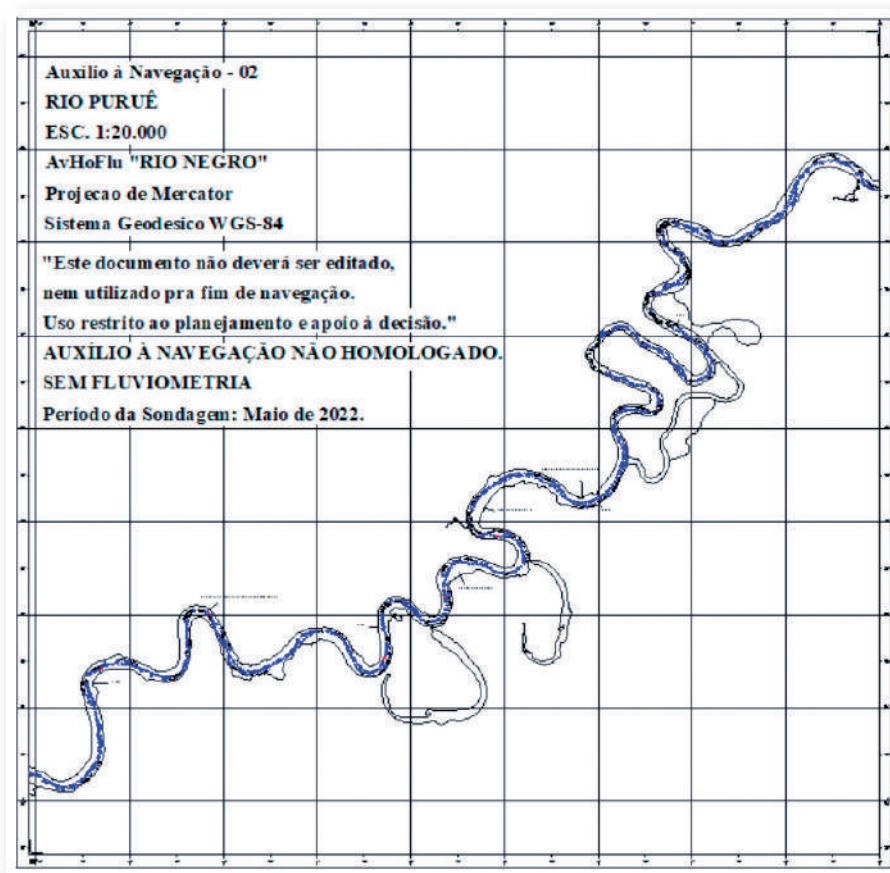 Auxílio à Navegação - 02
RIO PURUÊ
ESC. 1:20.000
AvHoFlu "RIO NEGRO"
Projecao de Mercator
Sistema Geodesico WGS-84
"Este documento não deverá ser editado,
nem utilizado pra fim de navegação.
Uso restrito ao planejamento e apoio à decisão."
AUXÍLIO À NAVEGAÇÃO NÃO HOMOLOGADO.
SEM FLUVIOMETRIA
Período da Sondagem: Maio de 2022.